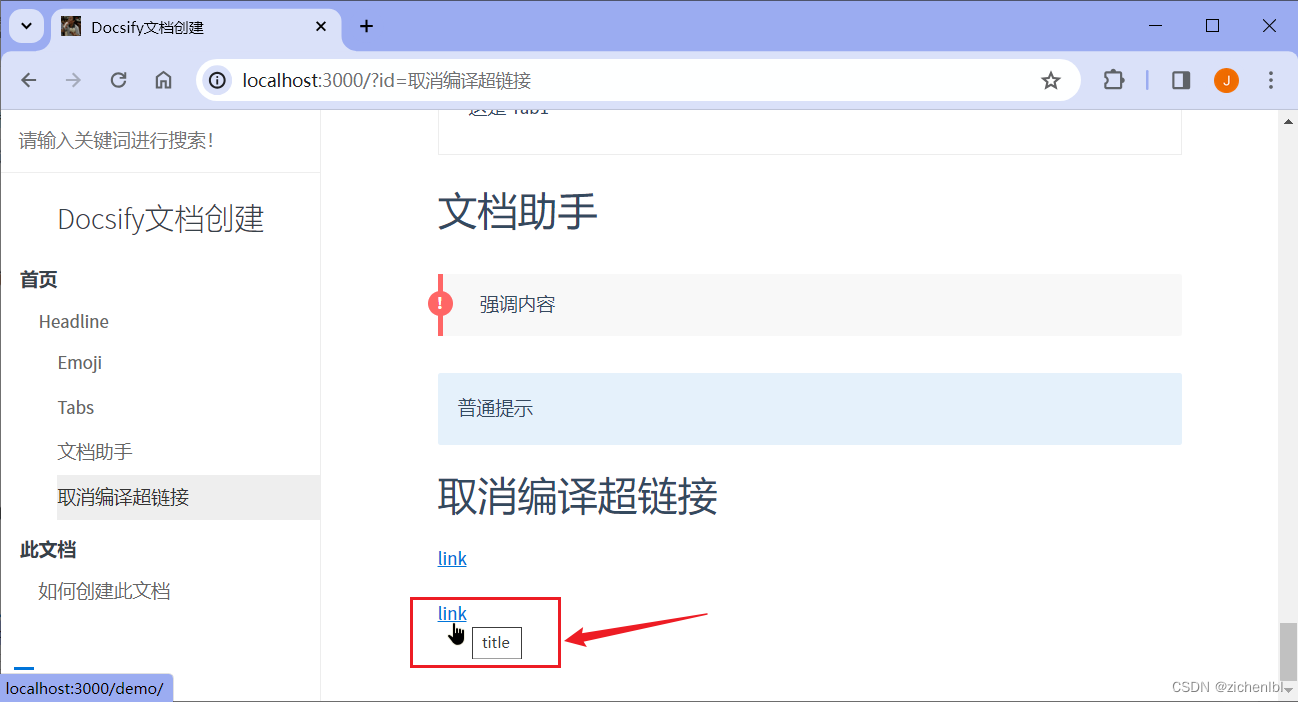 Docsify文档创建
localhost:3000/?id=取消编译超链接
J
请输入关键词进行搜索!
Docsify文档创建
首页
Headline
Emoji
Tabs
文档助手
取消编译超链接
此文档
如何创建此文档
这是 Tab1
文档助手
!
强调内容
普通提示
取消编译超链接
link
link
title
localhost:3000/demo/
CSDN @zichenlbl